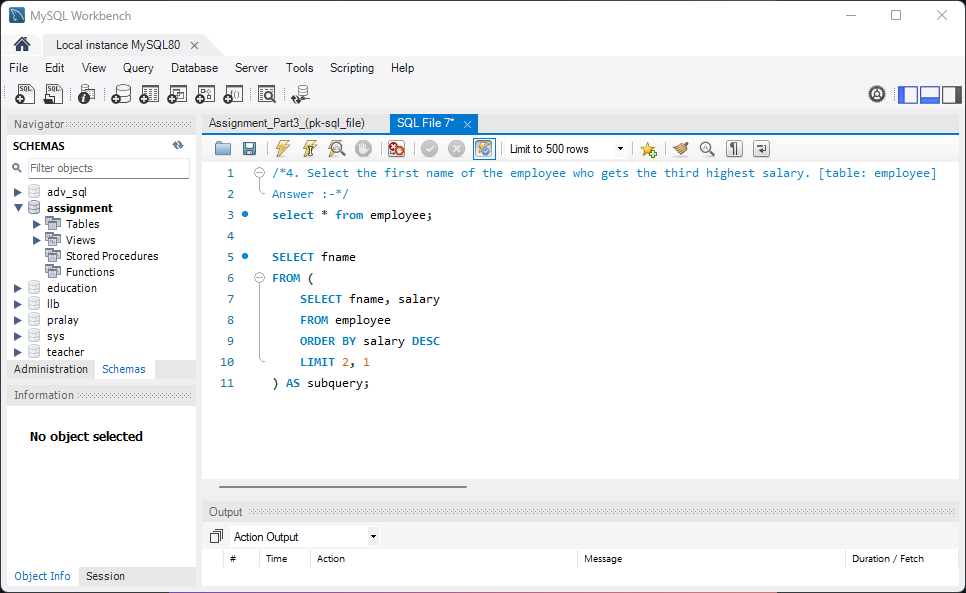 MySQL Workbench
Local instance MySQL80
File Edit View Query Database Server Tools Scripting Help
Navigator
SCHEMAS
Filter objects
adv_sql
assignment
Tables
Views
Stored Procedures
Functions
education
llb
pralay
sys
teacher
Administration Schemas
Information
No object selected
Object Info Session
Assignment_Part3_(pk-sql_file) SQL File 7*
Limit to 500 rows
1 /*4. Select the first name of the employee who gets the third highest salary. [table: employee]
2 Answer :-*/
3 select * from employee;
4
5 SELECT fname
6 FROM (
7 SELECT fname, salary
8 FROM employee
9 ORDER BY salary DESC
10 LIMIT 2, 1
11 ) AS subquery;
Output
Action Output
# Time Action Message Duration / Fetch